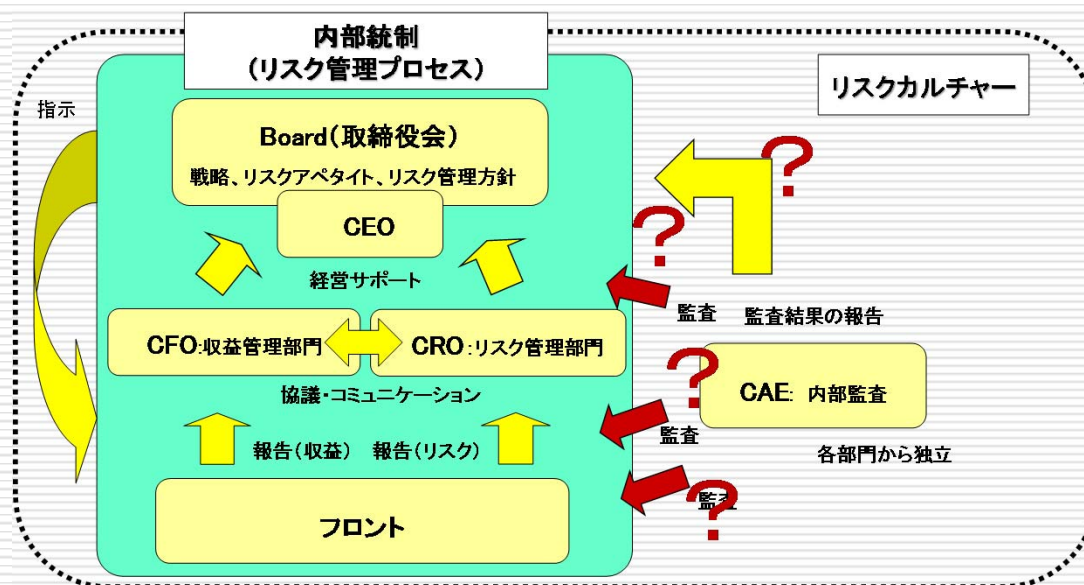 内部統制
(リスク管理プロセス)
リスクカルチャー
指示
Board(取締役会)
戦略、リスクアペタイト、リスク管理方針
?
CEO
?
経営サポート
監査
監査結果の報告
CFO:収益管理部門
CRO:リスク管理部門
?
CAE: 内部監査
協議・コミュニケーション
監査
報告(収益)
報告(リスク)
各部門から独立
監査
?
フロント